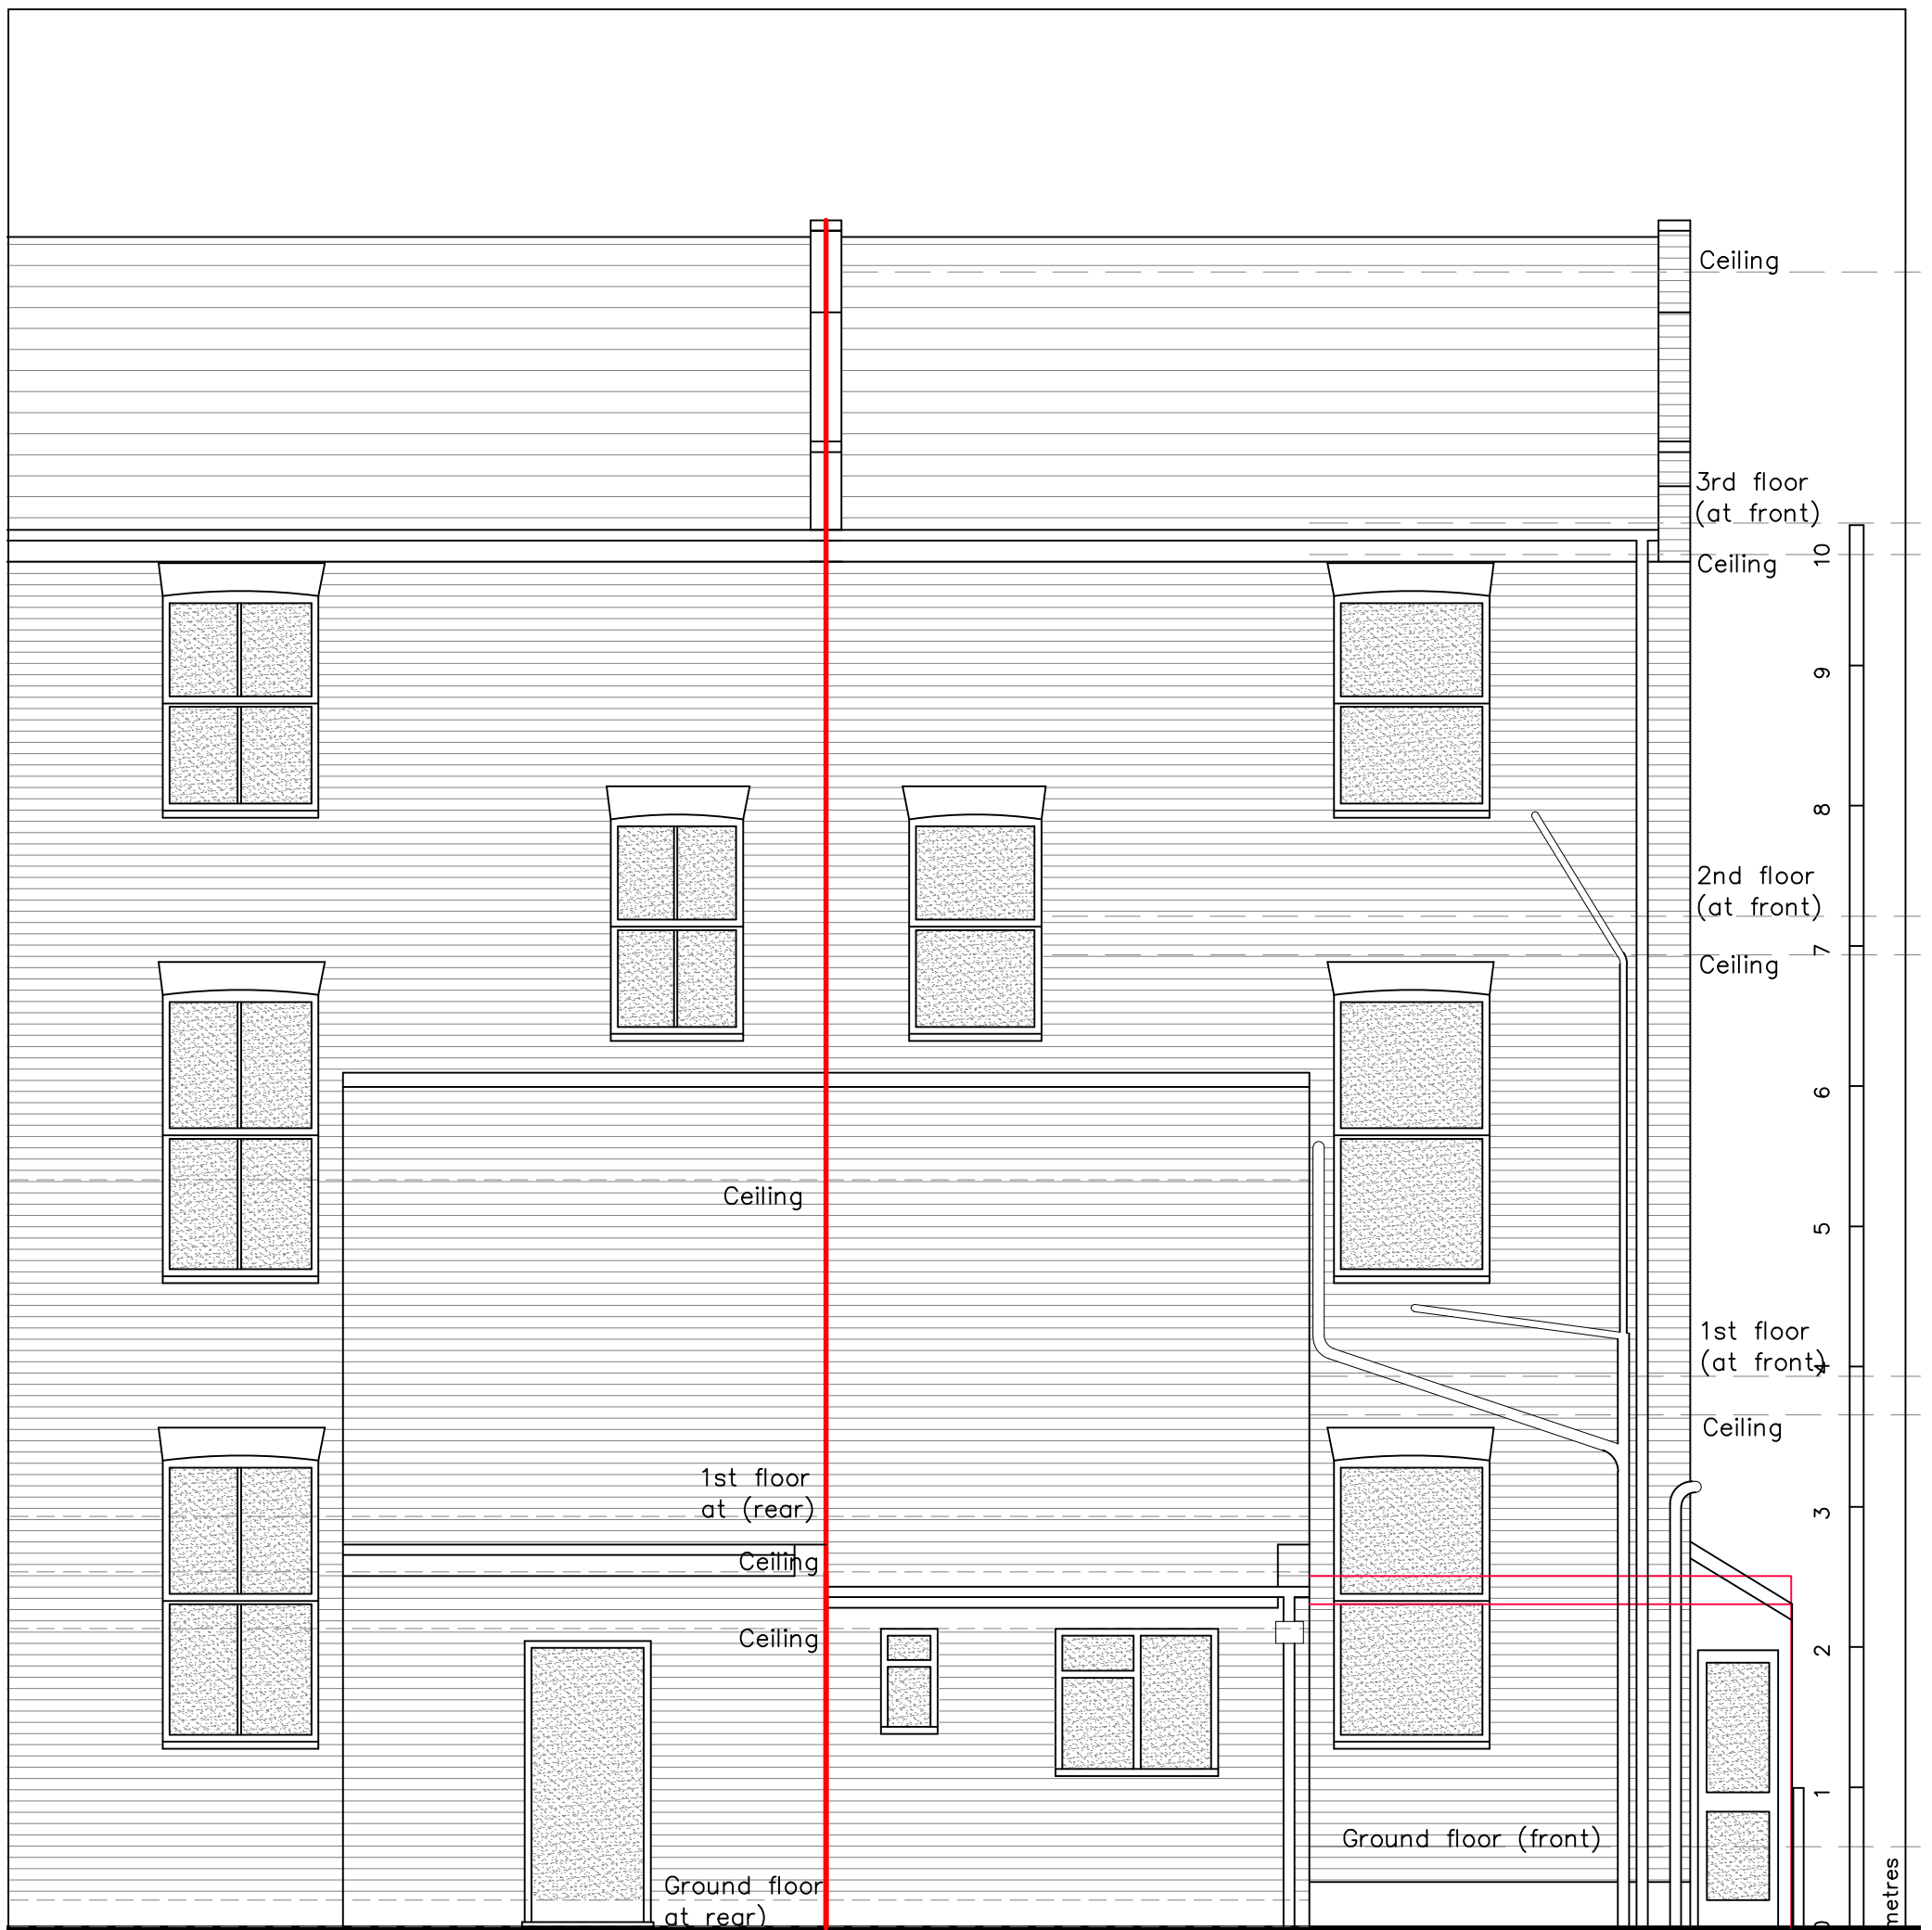 Ceiling
3rd floor
(at front)
10
Ceiling
9
8
2nd floor
(at front)
7
Ceiling
6
Ceiling
5
1st floor
(at front)
4
Ceiling
1st floor
at (rear)
3
Ceiling
Ceiling
2
1
Ground floor (front)
Ground floor
at rear)
0
metres